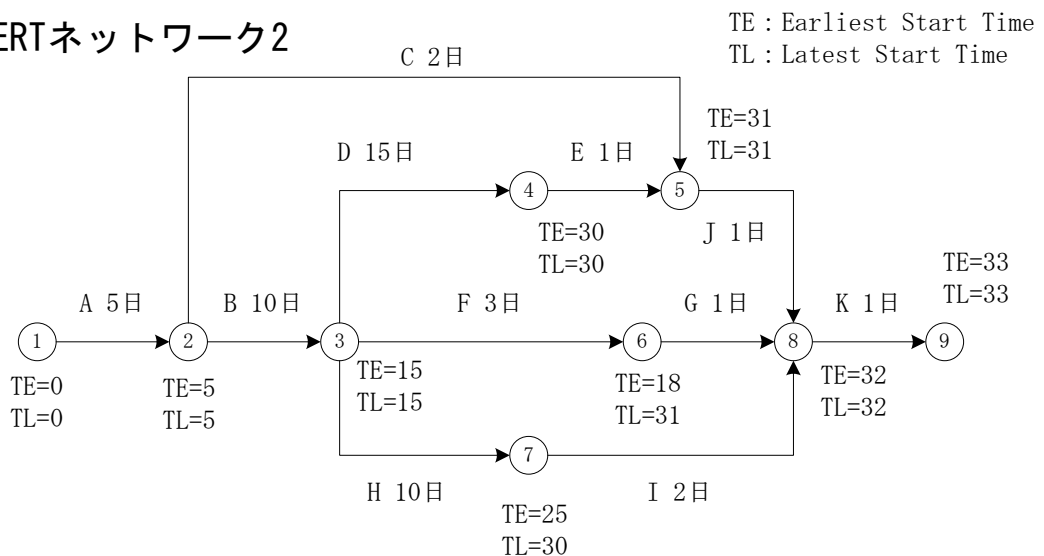 ERTネットワーク2
TE：Earliest Start Time
TL：Latest Start Time
C 2日
TE=31
TL=31
D 15日
E 1日
4
5
TE=30
TL=30
J 1日
TE=33
TL=33
A 5日
B 10日
F 3日
G 1日
K 1日
1
2
3
6
8
9
TE=0
TL=0
TE=5
TL=5
TE=15
TL=15
TE=18
TL=31
TE=32
TL=32
7
H 10日
I 2日
TE=25
TL=30